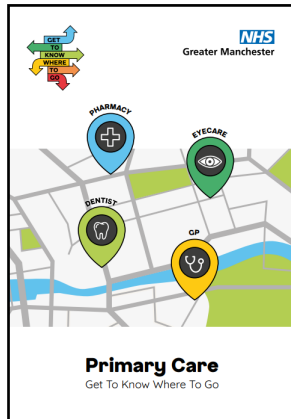 GET
TO
KNOW
WHERE
TO
GO
NHS
Greater Manchester
PHARMACY
EYECARE
DENTIST
GP
Primary Care
Get To Know Where To Go